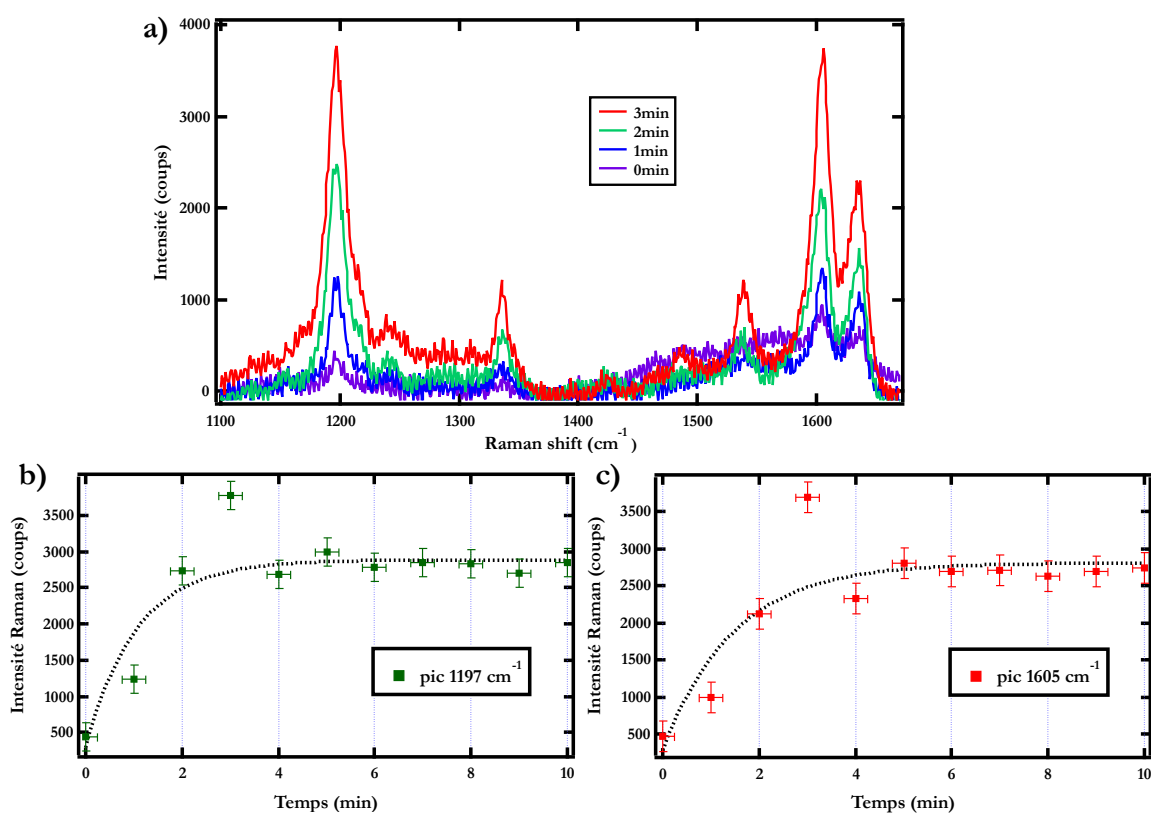 a)
4000
3000
2000
1000
0
Intensité (coups)
3min
2min
1min
0min
1100 1200 1300 1400 1500 1600
Raman shift (cm-1)
b)
3500
3000
2500
2000
1500
1000
500
Intensité Raman (coups)
pic 1197 cm-1
0 2 4 6 8 10
Temps (min)
c)
3500
3000
2500
2000
1500
1000
500
Intensité Raman (coups)
pic 1605 cm-1
0 2 4 6 8 10
Temps (min)